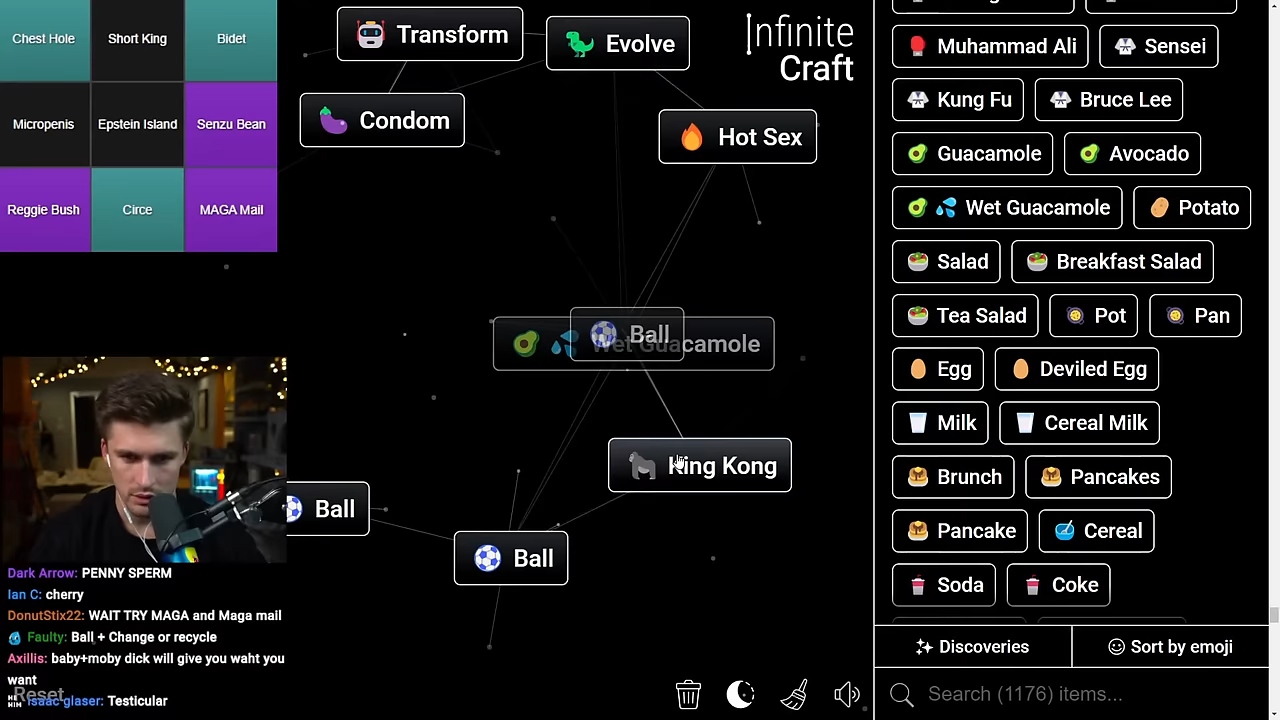 Chest Hole
Short King
Bidet
Micropenis
Epstein Island
Senzu Bean
Reggie Bush
Circe
MAGA Mail
🤖 Transform
🦖 Evolve
Infinite
Craft
🍆 Condom
🔥 Hot Sex
⚽ Ball
🥑💦 Wet Guacamole
🦍 King Kong
⚽ Ball
⚽ Ball
🥊 Muhammad Ali
🥋 Sensei
🥋 Kung Fu
🥋 Bruce Lee
🥑 Guacamole
🥑 Avocado
🥑💦 Wet Guacamole
🥔 Potato
🥗 Salad
🥗 Breakfast Salad
🥗 Tea Salad
🥘 Pot
🥘 Pan
🥚 Egg
🥚 Deviled Egg
🥛 Milk
🥛 Cereal Milk
🥞 Brunch
🥞 Pancakes
🥞 Pancake
🥣 Cereal
🥤 Soda
🥤 Coke
Discoveries
Sort by emoji
Search (1176) items...
Dark Arrow: PENNY SPERM
Ian C: cherry
DonutStix22: WAIT TRY MAGA and Maga mail
Faulty: Ball + Change or recycle
Axillis: baby+moby dick will give you waht you
want
Isaac glaser: Testicular
Reset